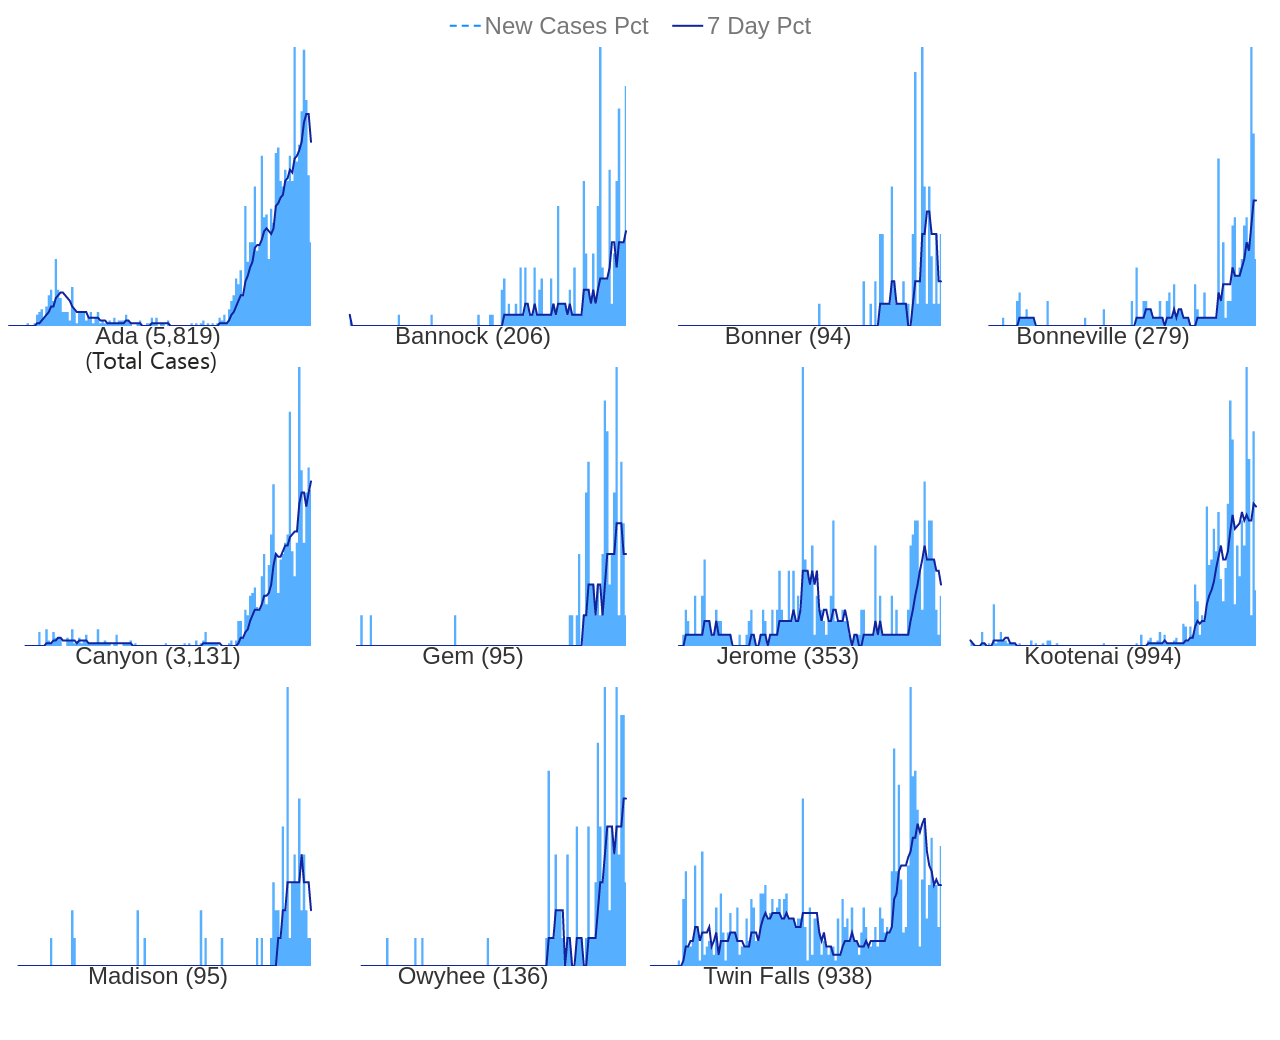 New Cases Pct 7 Day Pct
Ada (5,819) Bannock (206) Bonner (94) Bonneville (279)
(Total Cases)
Canyon (3,131) Gem (95) Jerome (353) Kootenai (994)
Madison (95) Owyhee (136) Twin Falls (938)